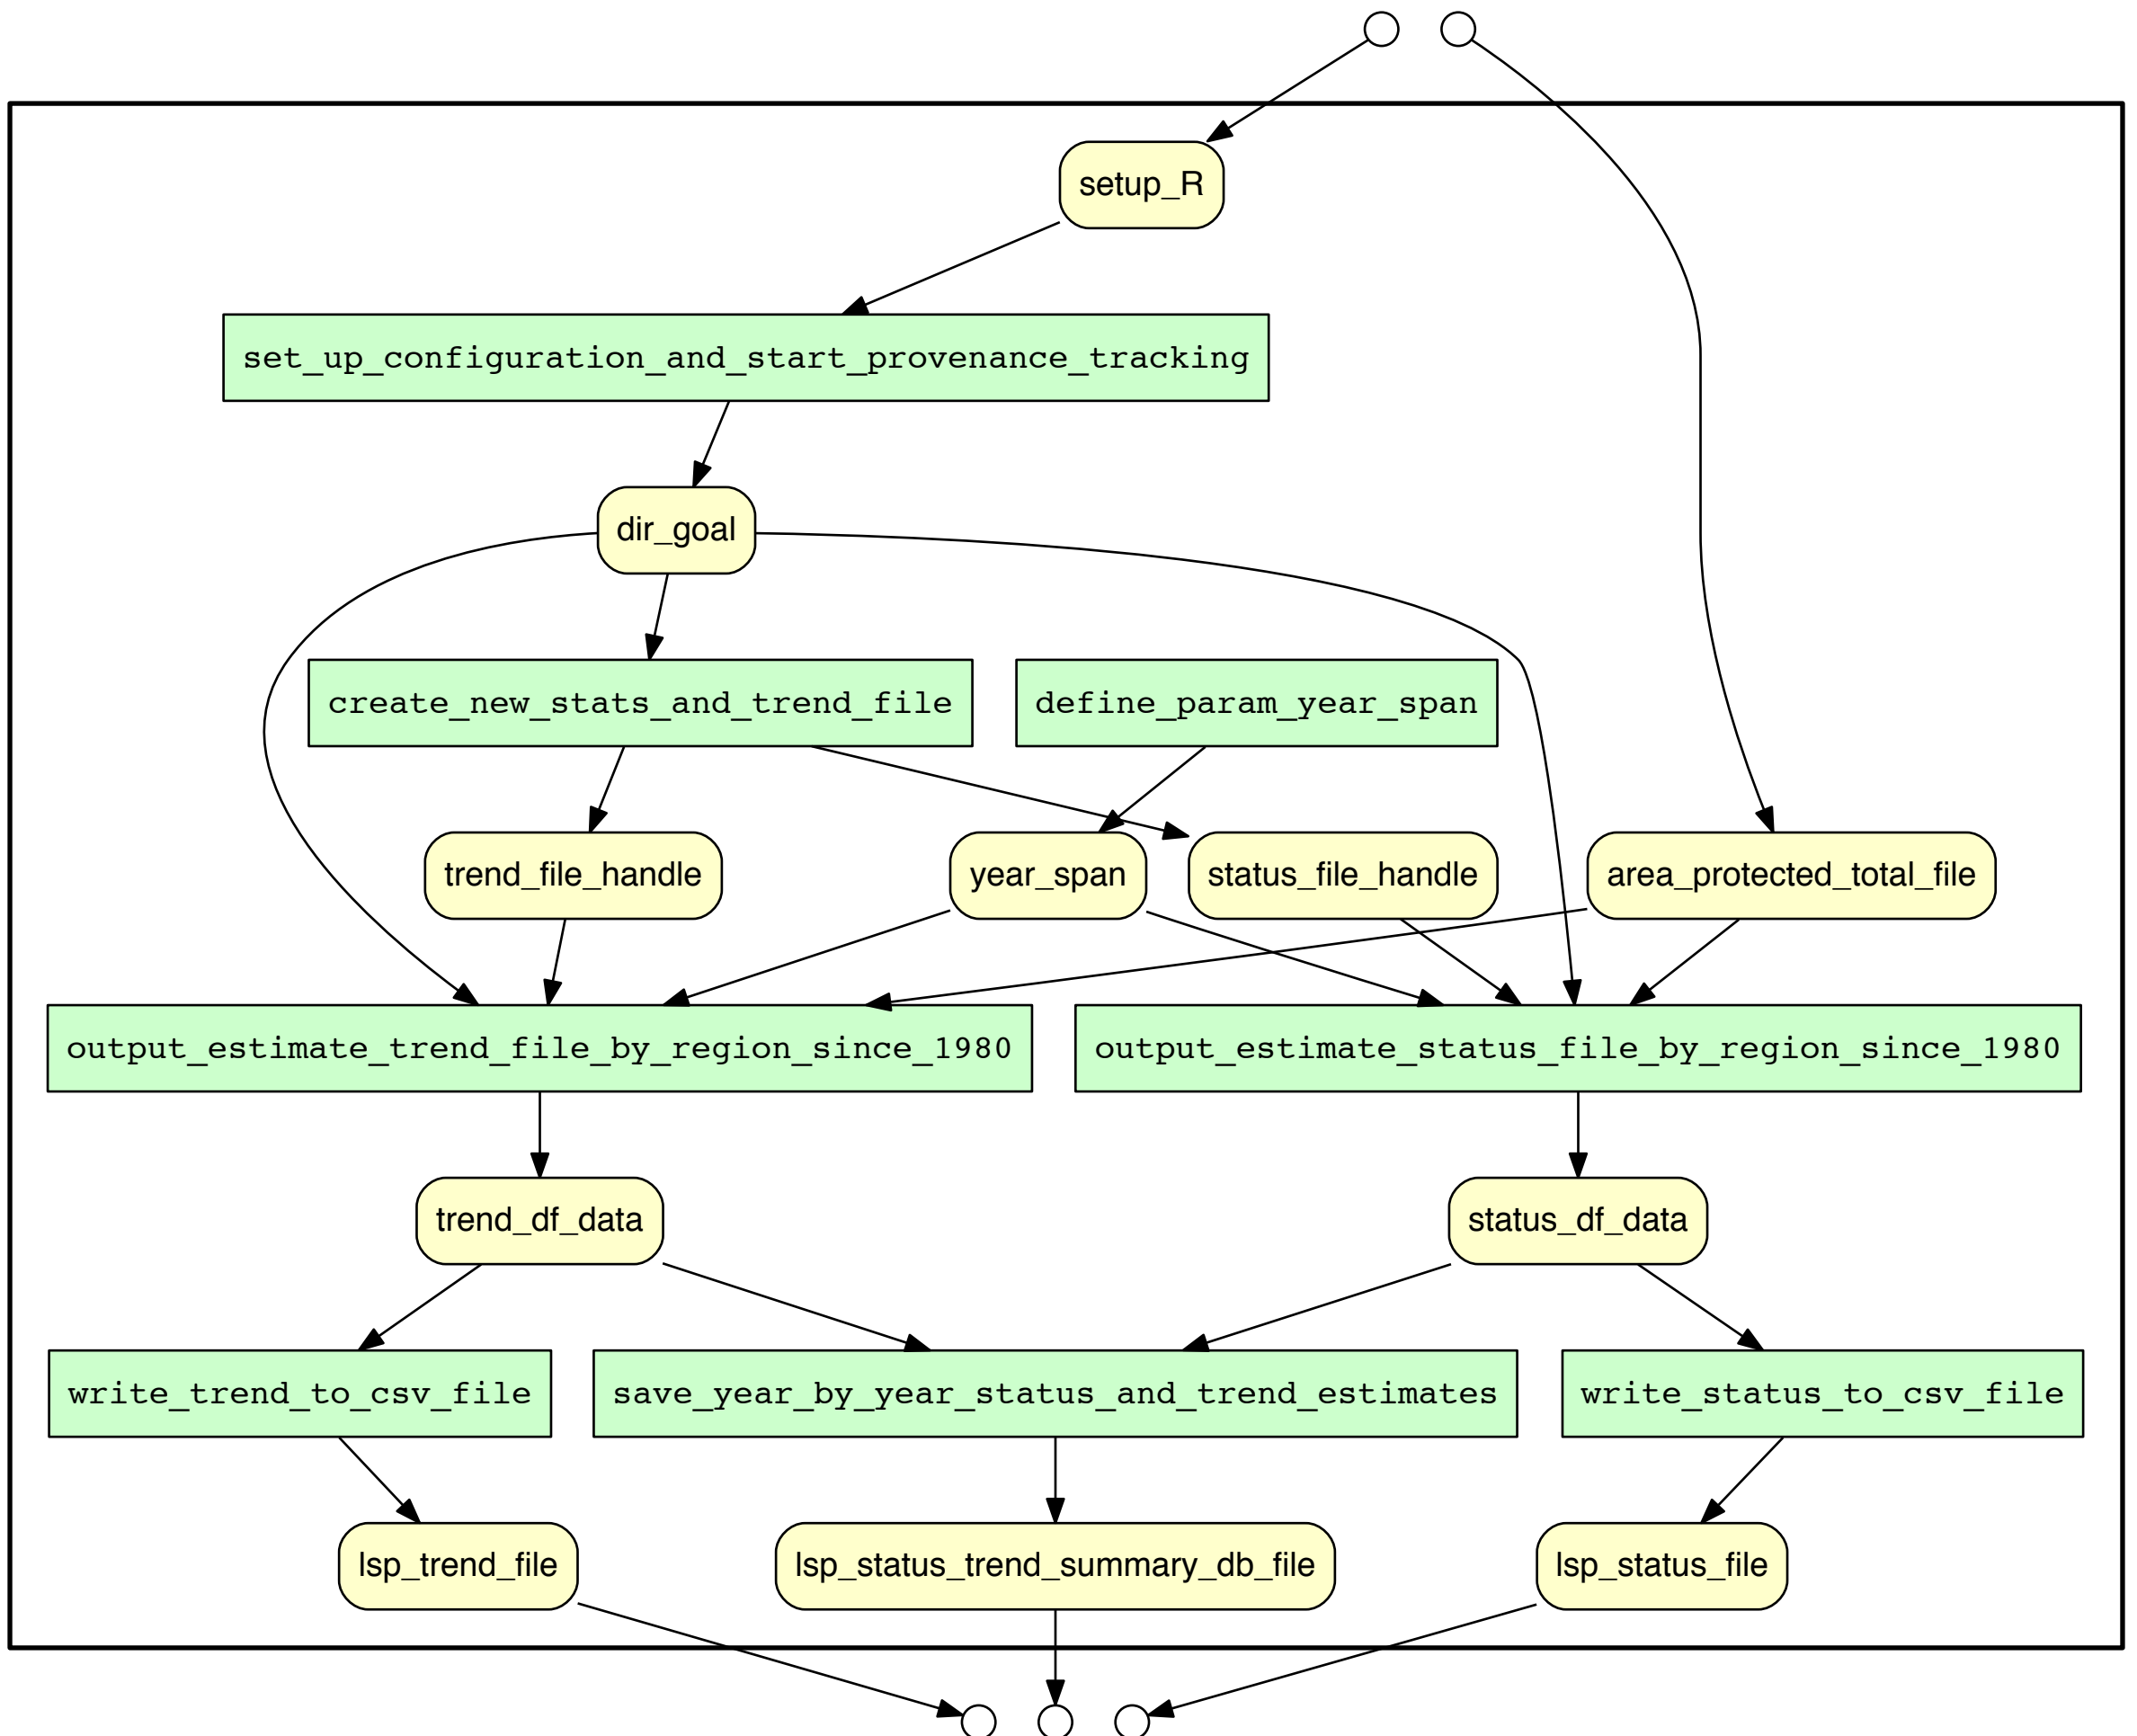 setup_R
set_up_configuration_and_start_provenance_tracking
dir_goal
create_new_stats_and_trend_file
define_param_year_span
trend_file_handle
year_span
status_file_handle
area_protected_total_file
output_estimate_trend_file_by_region_since_1980
output_estimate_status_file_by_region_since_1980
trend_df_data
status_df_data
write_trend_to_csv_file
save_year_by_year_status_and_trend_estimates
write_status_to_csv_file
lsp_trend_file
lsp_status_trend_summary_db_file
lsp_status_file